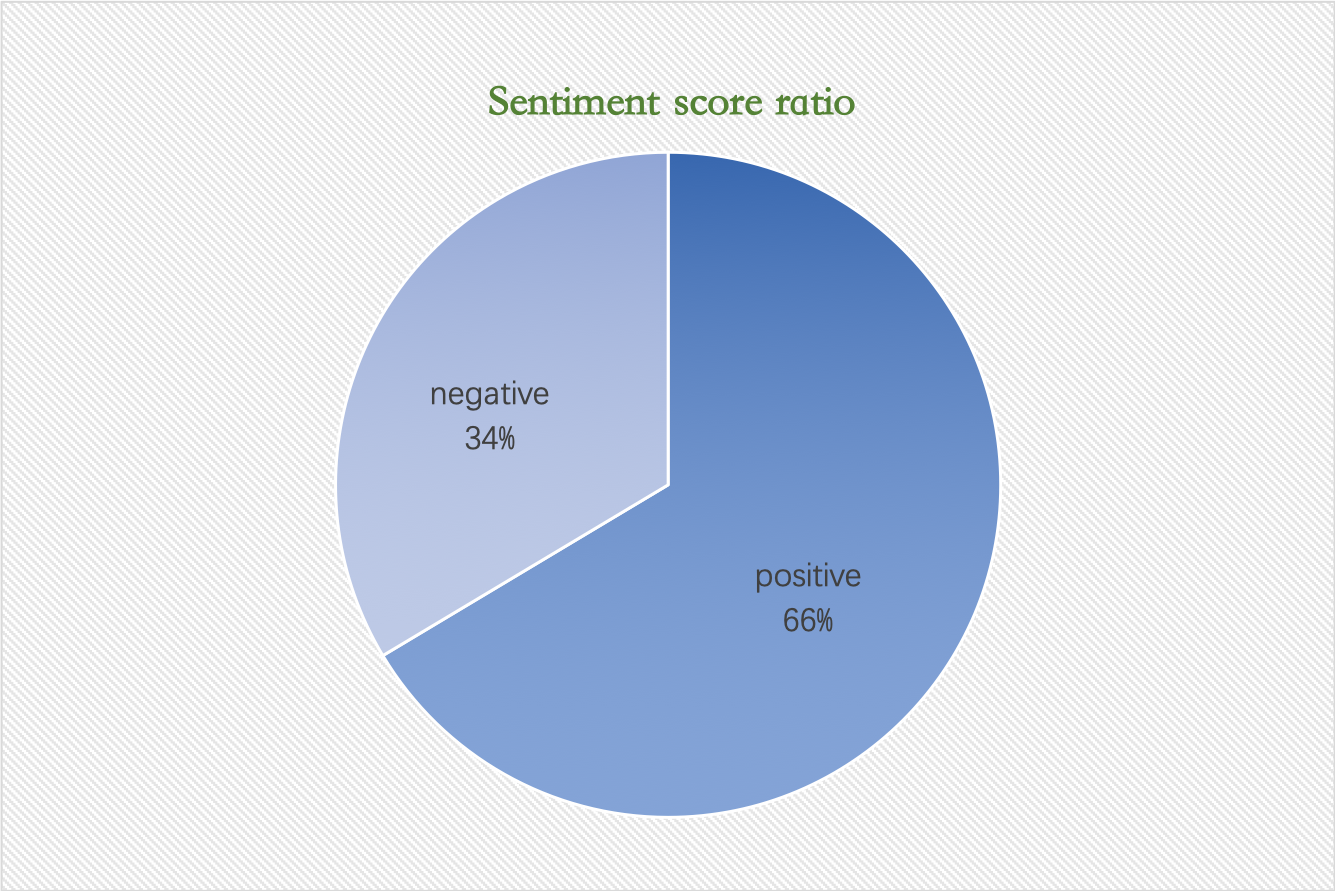 Sentiment score ratio
negative
34%
positive
66%